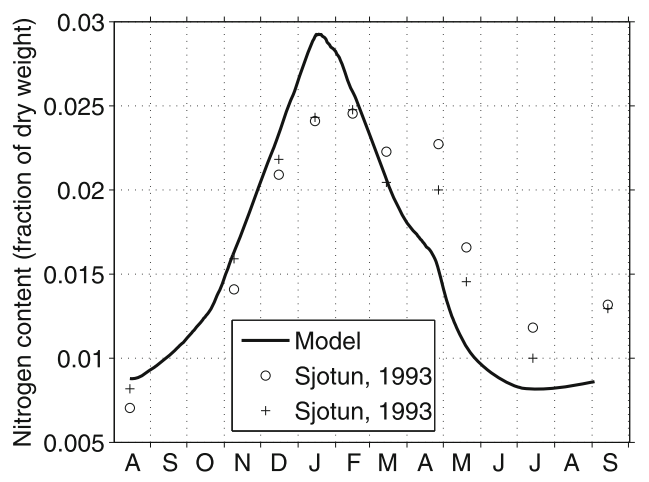 Nitrogen content (fraction of dry weight)
0.03
0.025
0.02
0.015
0.01
0.005
Model
Sjotun, 1993
Sjotun, 1993
A S O N D J F M A M J J A S